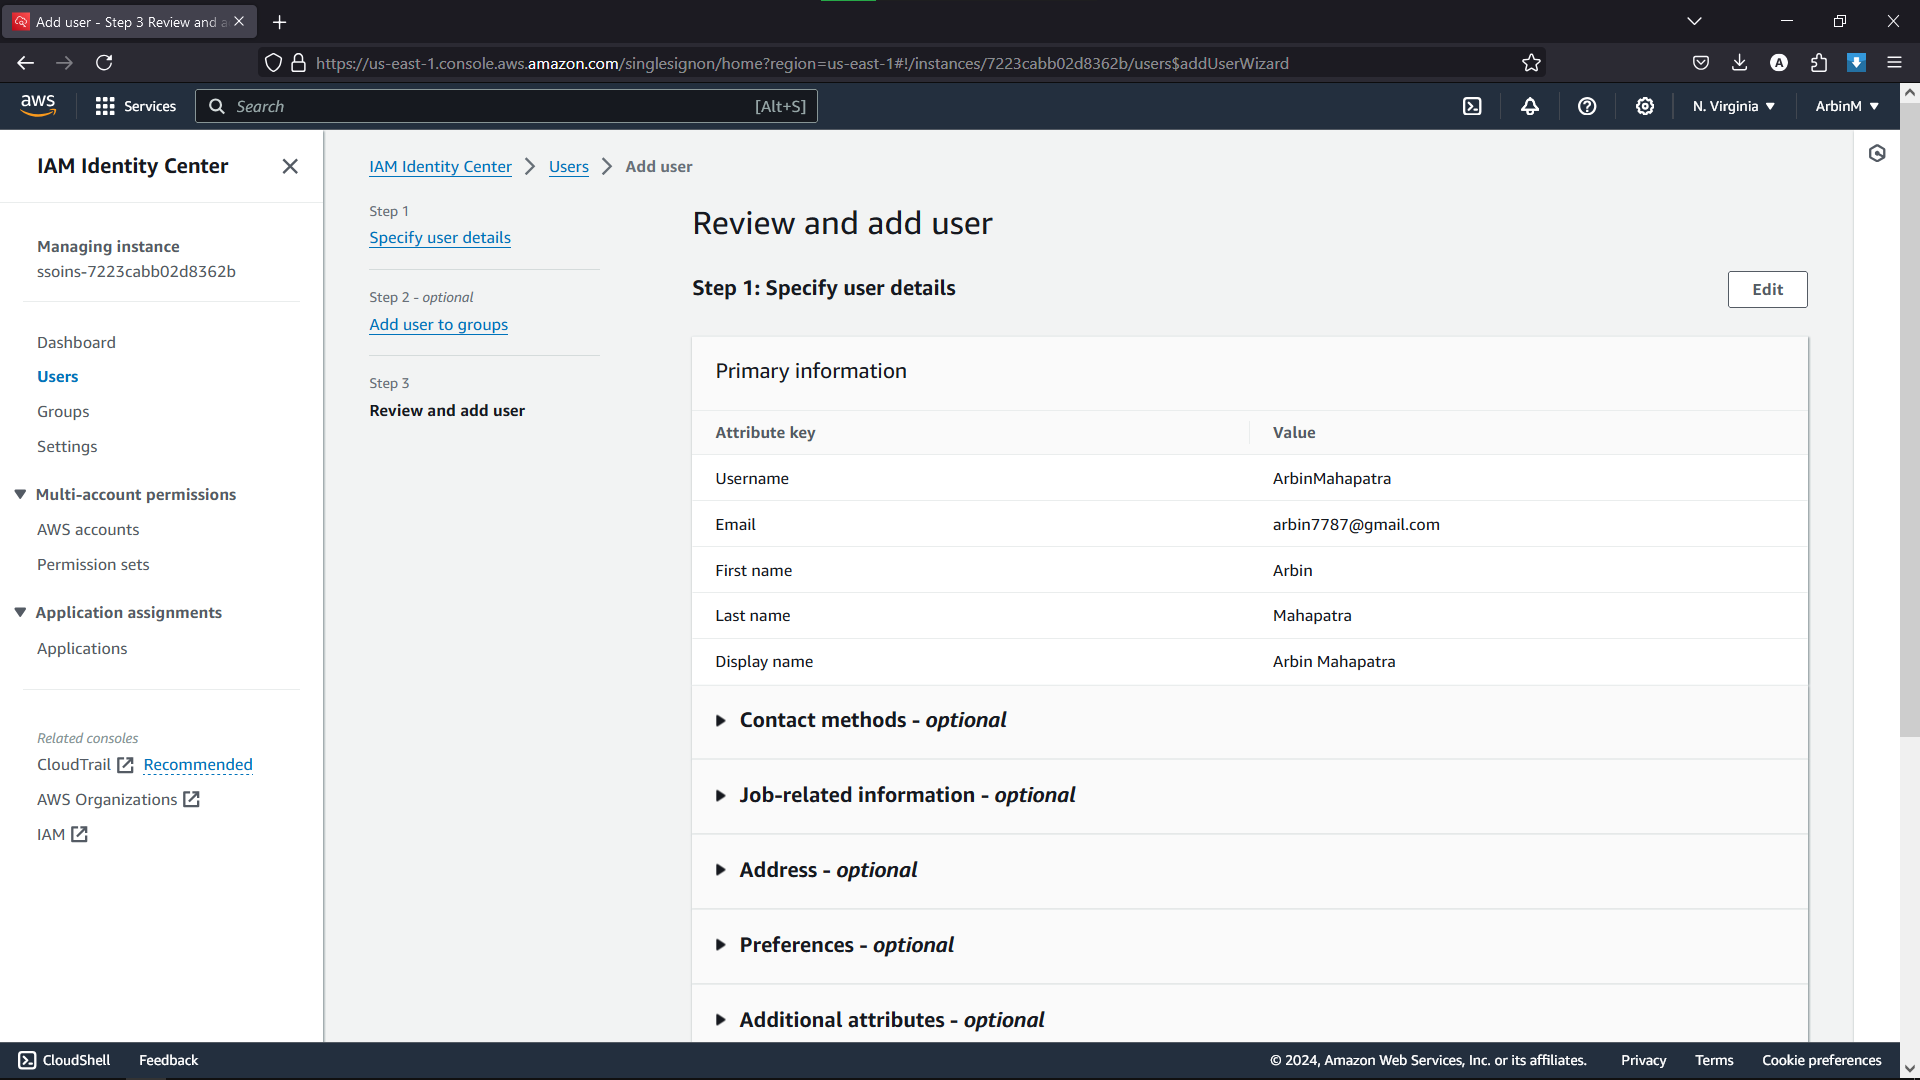 Add user - Step 3 Review and a
https://us-east-1.console.aws.amazon.com/singlesignon/home?region=us-east-1#!/instances/7223cabb02d8362b/users$addUserWizard
A
aws
Services
Search
[Alt+S]
N. Virginia
ArbinM
IAM Identity Center
Managing instance
ssoins-7223cabb02d8362b
Dashboard
Users
Groups
Settings
Multi-account permissions
AWS accounts
Permission sets
Application assignments
Applications
Related consoles
CloudTrail Recommended
AWS Organizations
IAM
IAM Identity Center > Users > Add user
Step 1
Specify user details
Step 2 - optional
Add user to groups
Step 3
Review and add user
Review and add user
Step 1: Specify user details
Edit
Primary information
Attribute key Value
Username ArbinMahapatra
Email arbin7787@gmail.com
First name Arbin
Last name Mahapatra
Display name Arbin Mahapatra
Contact methods - optional
Job-related information - optional
Address - optional
Preferences - optional
Additional attributes - optional
CloudShell
Feedback
© 2024, Amazon Web Services, Inc. or its affiliates.
Privacy
Terms
Cookie preferences